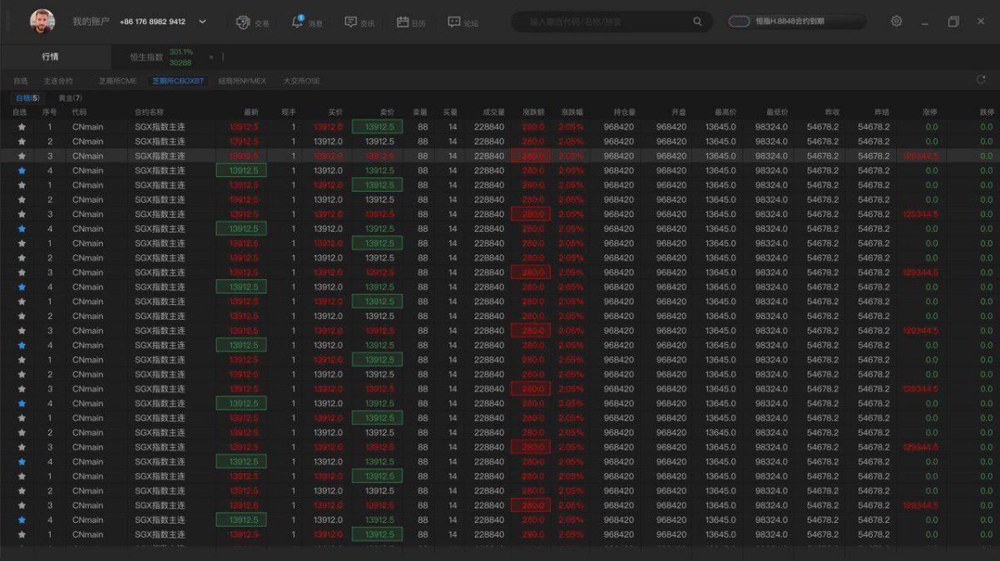 我的账户 +86 176 8982 9412 交易 消息 资讯 日历 论坛 输入期货代码/名称/拼音 恒指H.8848合约到期
行情 恒生指数 301.1%
30288
自选 主连合约 芝商所CME 芝期所CBOXBT 纽商所NYMEX 大交所OSE
白银(5) 黄金(7)
自选 序号 代码 合约名称 最新 现手 买价 卖价 卖量 买量 成交量 涨跌额 涨跌幅 持仓量 开盘 最高价 最低价 昨收 昨结 涨停 跌停
1 CNmain SGX指数主连 13912.5 1 13912.0 13912.5 88 14 228840 280.0 2.05% 968420 968420 13645.0 98324.0 54678.2 54678.2 0.0 0.0
2 CNmain SGX指数主连 13912.5 1 13912.0 13912.5 88 14 228840 280.0 2.05% 968420 968420 13645.0 98324.0 54678.2 54678.2 0.0 0.0
3 CNmain SGX指数主连 13912.5 1 13912.0 13912.5 88 14 228840 280.0 2.05% 968420 968420 13645.0 98324.0 54678.2 54678.2 129344.5 0.0
4 CNmain SGX指数主连 13912.5 1 13912.0 13912.5 88 14 228840 280.0 2.05% 968420 968420 13645.0 98324.0 54678.2 54678.2 0.0 0.0
1 CNmain SGX指数主连 13912.5 1 13912.0 13912.5 88 14 228840 280.0 2.05% 968420 968420 13645.0 98324.0 54678.2 54678.2 0.0 0.0
2 CNmain SGX指数主连 13912.5 1 13912.0 13912.5 88 14 228840 280.0 2.05% 968420 968420 13645.0 98324.0 54678.2 54678.2 0.0 0.0
3 CNmain SGX指数主连 13912.5 1 13912.0 13912.5 88 14 228840 280.0 2.05% 968420 968420 13645.0 98324.0 54678.2 54678.2 129344.5 0.0
4 CNmain SGX指数主连 13912.5 1 13912.0 13912.5 88 14 228840 280.0 2.05% 968420 968420 13645.0 98324.0 54678.2 54678.2 0.0 0.0
1 CNmain SGX指数主连 13912.5 1 13912.0 13912.5 88 14 228840 280.0 2.05% 968420 968420 13645.0 98324.0 54678.2 54678.2 0.0 0.0
2 CNmain SGX指数主连 13912.5 1 13912.0 13912.5 88 14 228840 280.0 2.05% 968420 968420 13645.0 98324.0 54678.2 54678.2 0.0 0.0
3 CNmain SGX指数主连 13912.5 1 13912.0 13912.5 88 14 228840 280.0 2.05% 968420 968420 13645.0 98324.0 54678.2 54678.2 129344.5 0.0
4 CNmain SGX指数主连 13912.5 1 13912.0 13912.5 88 14 228840 280.0 2.05% 968420 968420 13645.0 98324.0 54678.2 54678.2 0.0 0.0
1 CNmain SGX指数主连 13912.5 1 13912.0 13912.5 88 14 228840 280.0 2.05% 968420 968420 13645.0 98324.0 54678.2 54678.2 0.0 0.0
2 CNmain SGX指数主连 13912.5 1 13912.0 13912.5 88 14 228840 280.0 2.05% 968420 968420 13645.0 98324.0 54678.2 54678.2 0.0 0.0
3 CNmain SGX指数主连 13912.5 1 13912.0 13912.5 88 14 228840 280.0 2.05% 968420 968420 13645.0 98324.0 54678.2 54678.2 129344.5 0.0
4 CNmain SGX指数主连 13912.5 1 13912.0 13912.5 88 14 228840 280.0 2.05% 968420 968420 13645.0 98324.0 54678.2 54678.2 0.0 0.0
1 CNmain SGX指数主连 13912.5 1 13912.0 13912.5 88 14 228840 280.0 2.05% 968420 968420 13645.0 98324.0 54678.2 54678.2 0.0 0.0
2 CNmain SGX指数主连 13912.5 1 13912.0 13912.5 88 14 228840 280.0 2.05% 968420 968420 13645.0 98324.0 54678.2 54678.2 0.0 0.0
3 CNmain SGX指数主连 13912.5 1 13912.0 13912.5 88 14 228840 280.0 2.05% 968420 968420 13645.0 98324.0 54678.2 54678.2 129344.5 0.0
4 CNmain SGX指数主连 13912.5 1 13912.0 13912.5 88 14 228840 280.0 2.05% 968420 968420 13645.0 98324.0 54678.2 54678.2 0.0 0.0
1 CNmain SGX指数主连 13912.5 1 13912.0 13912.5 88 14 228840 280.0 2.05% 968420 968420 13645.0 98324.0 54678.2 54678.2 0.0 0.0
2 CNmain SGX指数主连 13912.5 1 13912.0 13912.5 88 14 228840 280.0 2.05% 968420 968420 13645.0 98324.0 54678.2 54678.2 0.0 0.0
3 CNmain SGX指数主连 13912.5 1 13912.0 13912.5 88 14 228840 280.0 2.05% 968420 968420 13645.0 98324.0 54678.2 54678.2 129344.5 0.0
4 CNmain SGX指数主连 13912.5 1 13912.0 13912.5 88 14 228840 280.0 2.05% 968420 968420 13645.0 98324.0 54678.2 54678.2 0.0 0.0
1 CNmain SGX指数主连 13912.5 1 13912.0 13912.5 88 14 228840 280.0 2.05% 968420 968420 13645.0 98324.0 54678.2 54678.2 0.0 0.0
2 CNmain SGX指数主连 13912.5 1 13912.0 13912.5 88 14 228840 280.0 2.05% 968420 968420 13645.0 98324.0 54678.2 54678.2 0.0 0.0
3 CNmain SGX指数主连 13912.5 1 13912.0 13912.5 88 14 228840 280.0 2.05% 968420 968420 13645.0 98324.0 54678.2 54678.2 129344.5 0.0
4 CNmain SGX指数主连 13912.5 1 13912.0 13912.5 88 14 228840 280.0 2.05% 968420 968420 13645.0 98324.0 54678.2 54678.2 0.0 0.0
1 CNmain SGX指数主连 13912.5 1 13912.0 13912.5 88 14 228840 280.0 2.05% 968420 968420 13645.0 98324.0 54678.2 54678.2 0.0 0.0